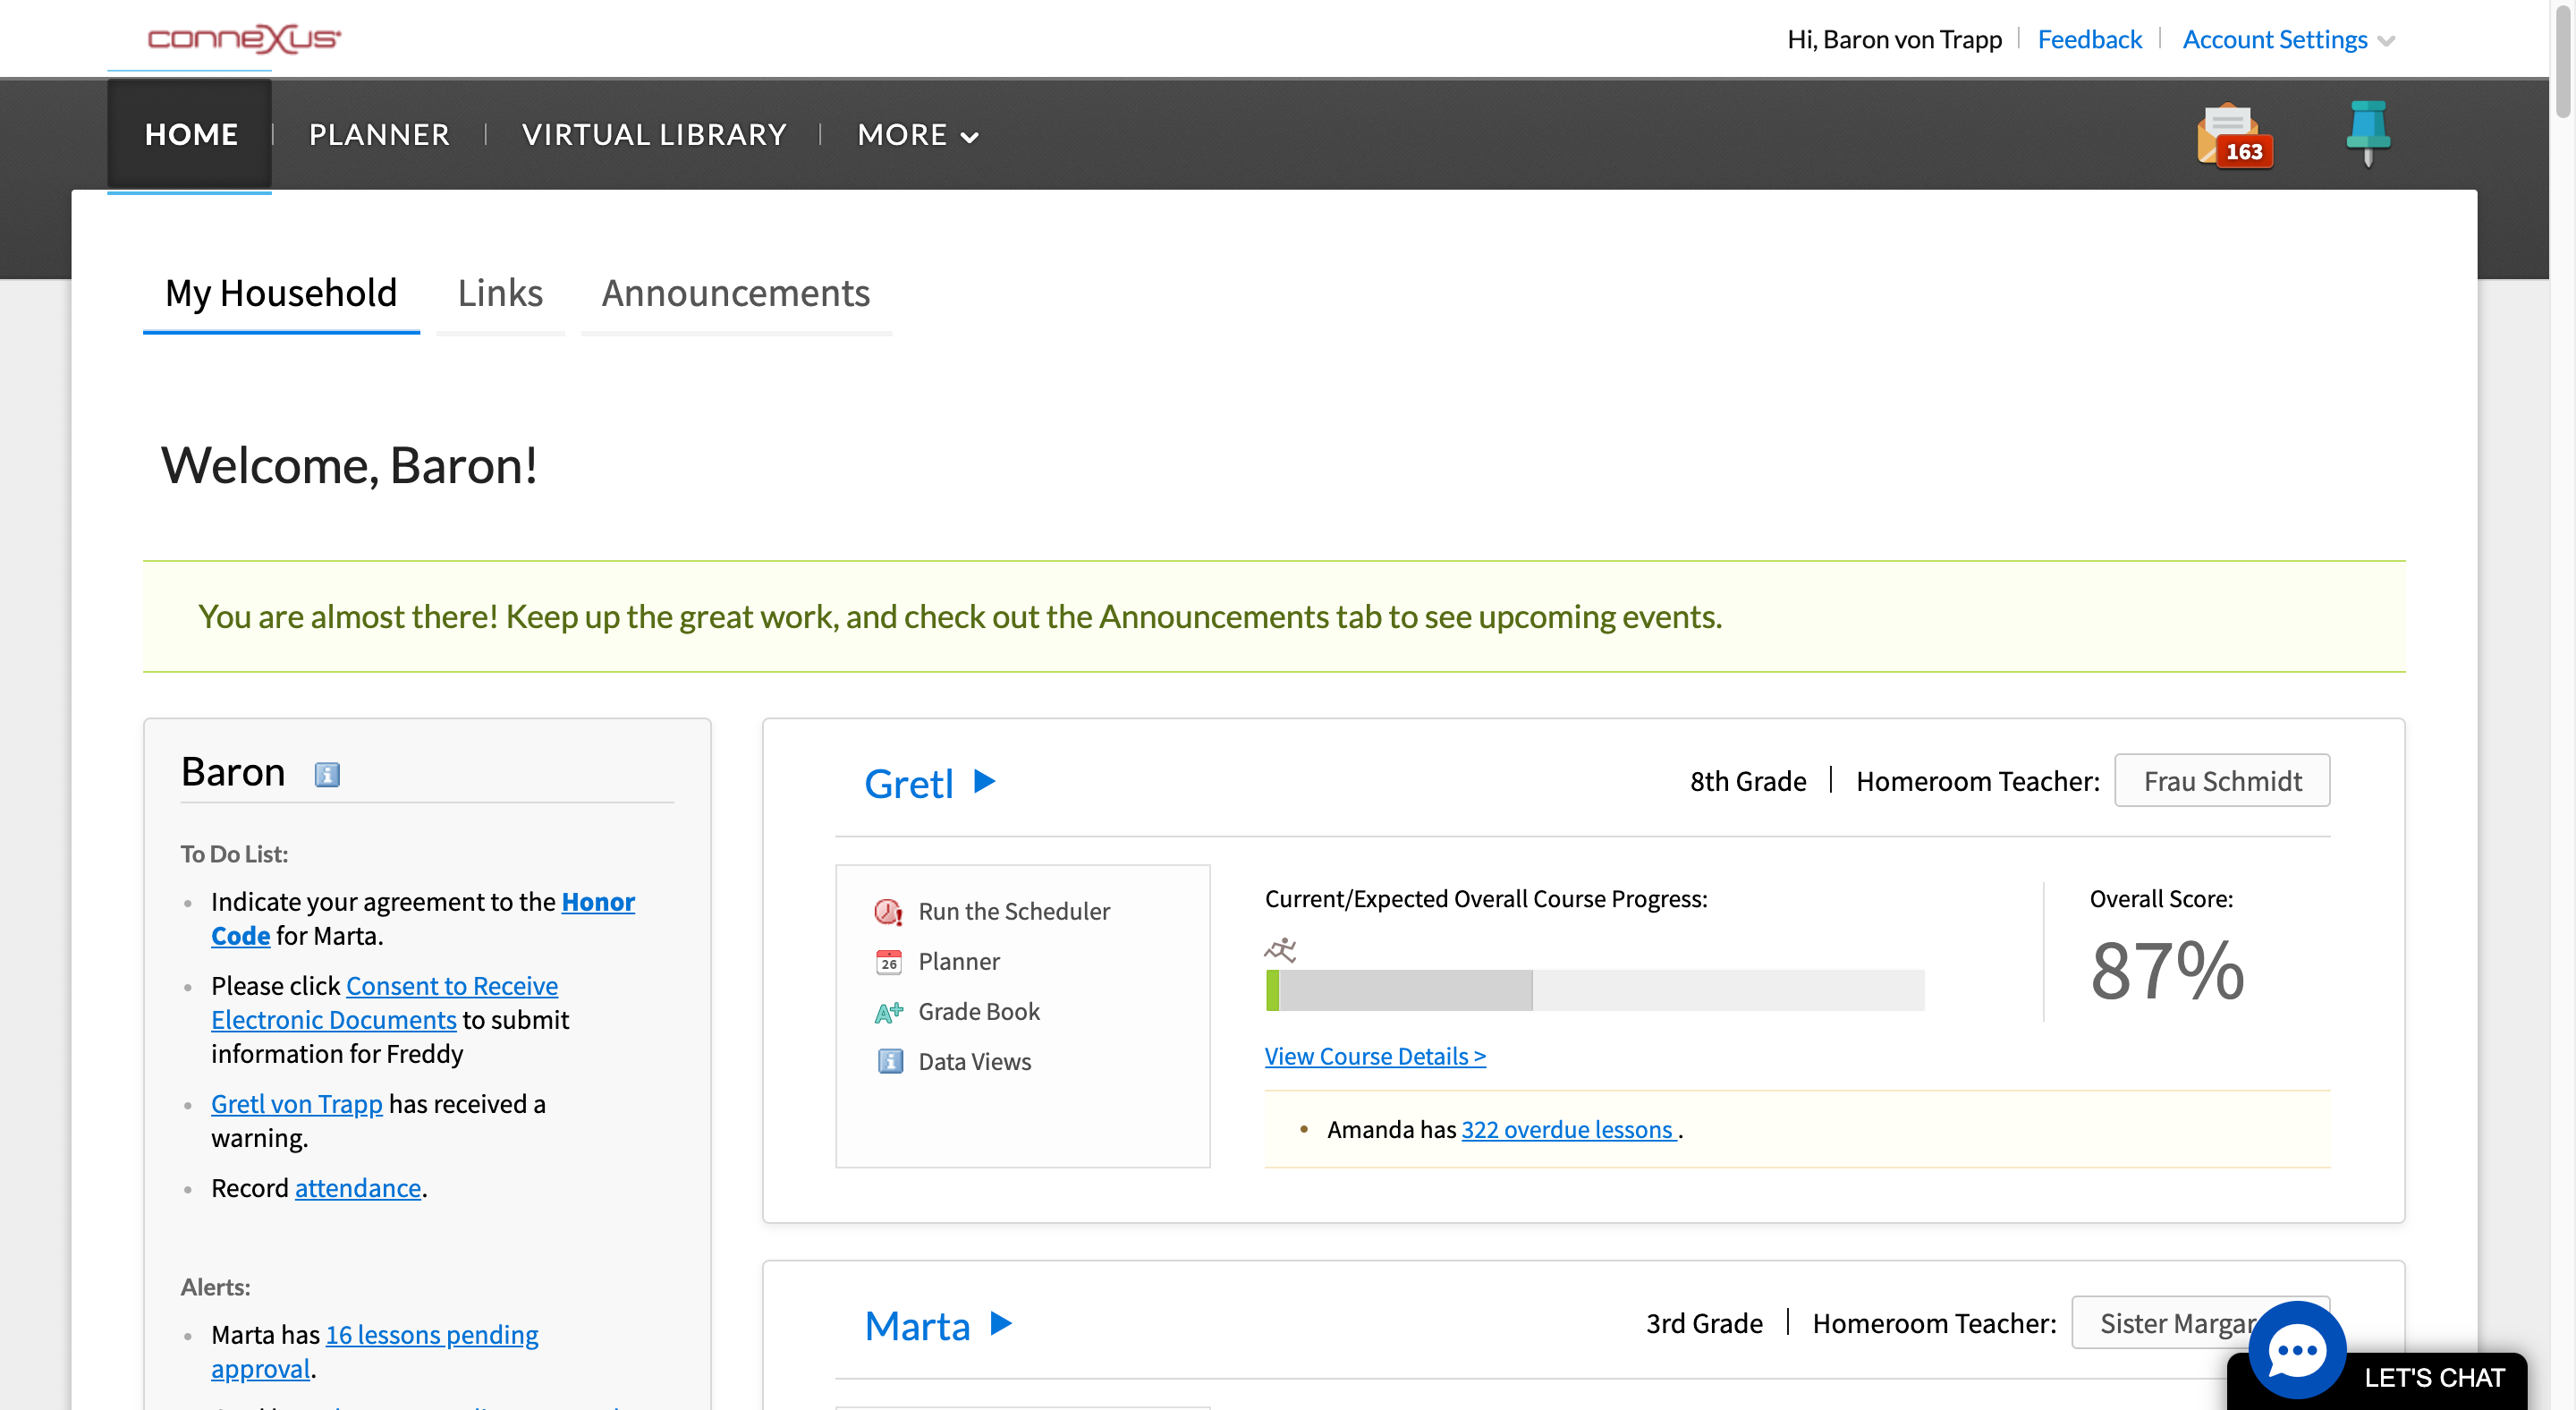 conneXus
Hi, Baron von Trapp
Feedback
Account Settings
HOME
PLANNER
VIRTUAL LIBRARY
MORE
163
My Household
Links
Announcements
Welcome, Baron!
You are almost there! Keep up the great work, and check out the Announcements tab to see upcoming events.
Baron
To Do List:
Indicate your agreement to the Honor
Code for Marta.
Please click Consent to Receive
Electronic Documents to submit
information for Freddy
Gretl von Trapp has received a
warning.
Record attendance.
Alerts:
Marta has 16 lessons pending
approval.
Gretl
8th Grade
Homeroom Teacher:
Frau Schmidt
Run the Scheduler
26
Planner
A+
Grade Book
Data Views
Current/Expected Overall Course Progress:
View Course Details >
Overall Score:
87%
• Amanda has 322 overdue lessons .
Marta
3rd Grade
Homeroom Teacher:
Sister
LET'S CHAT